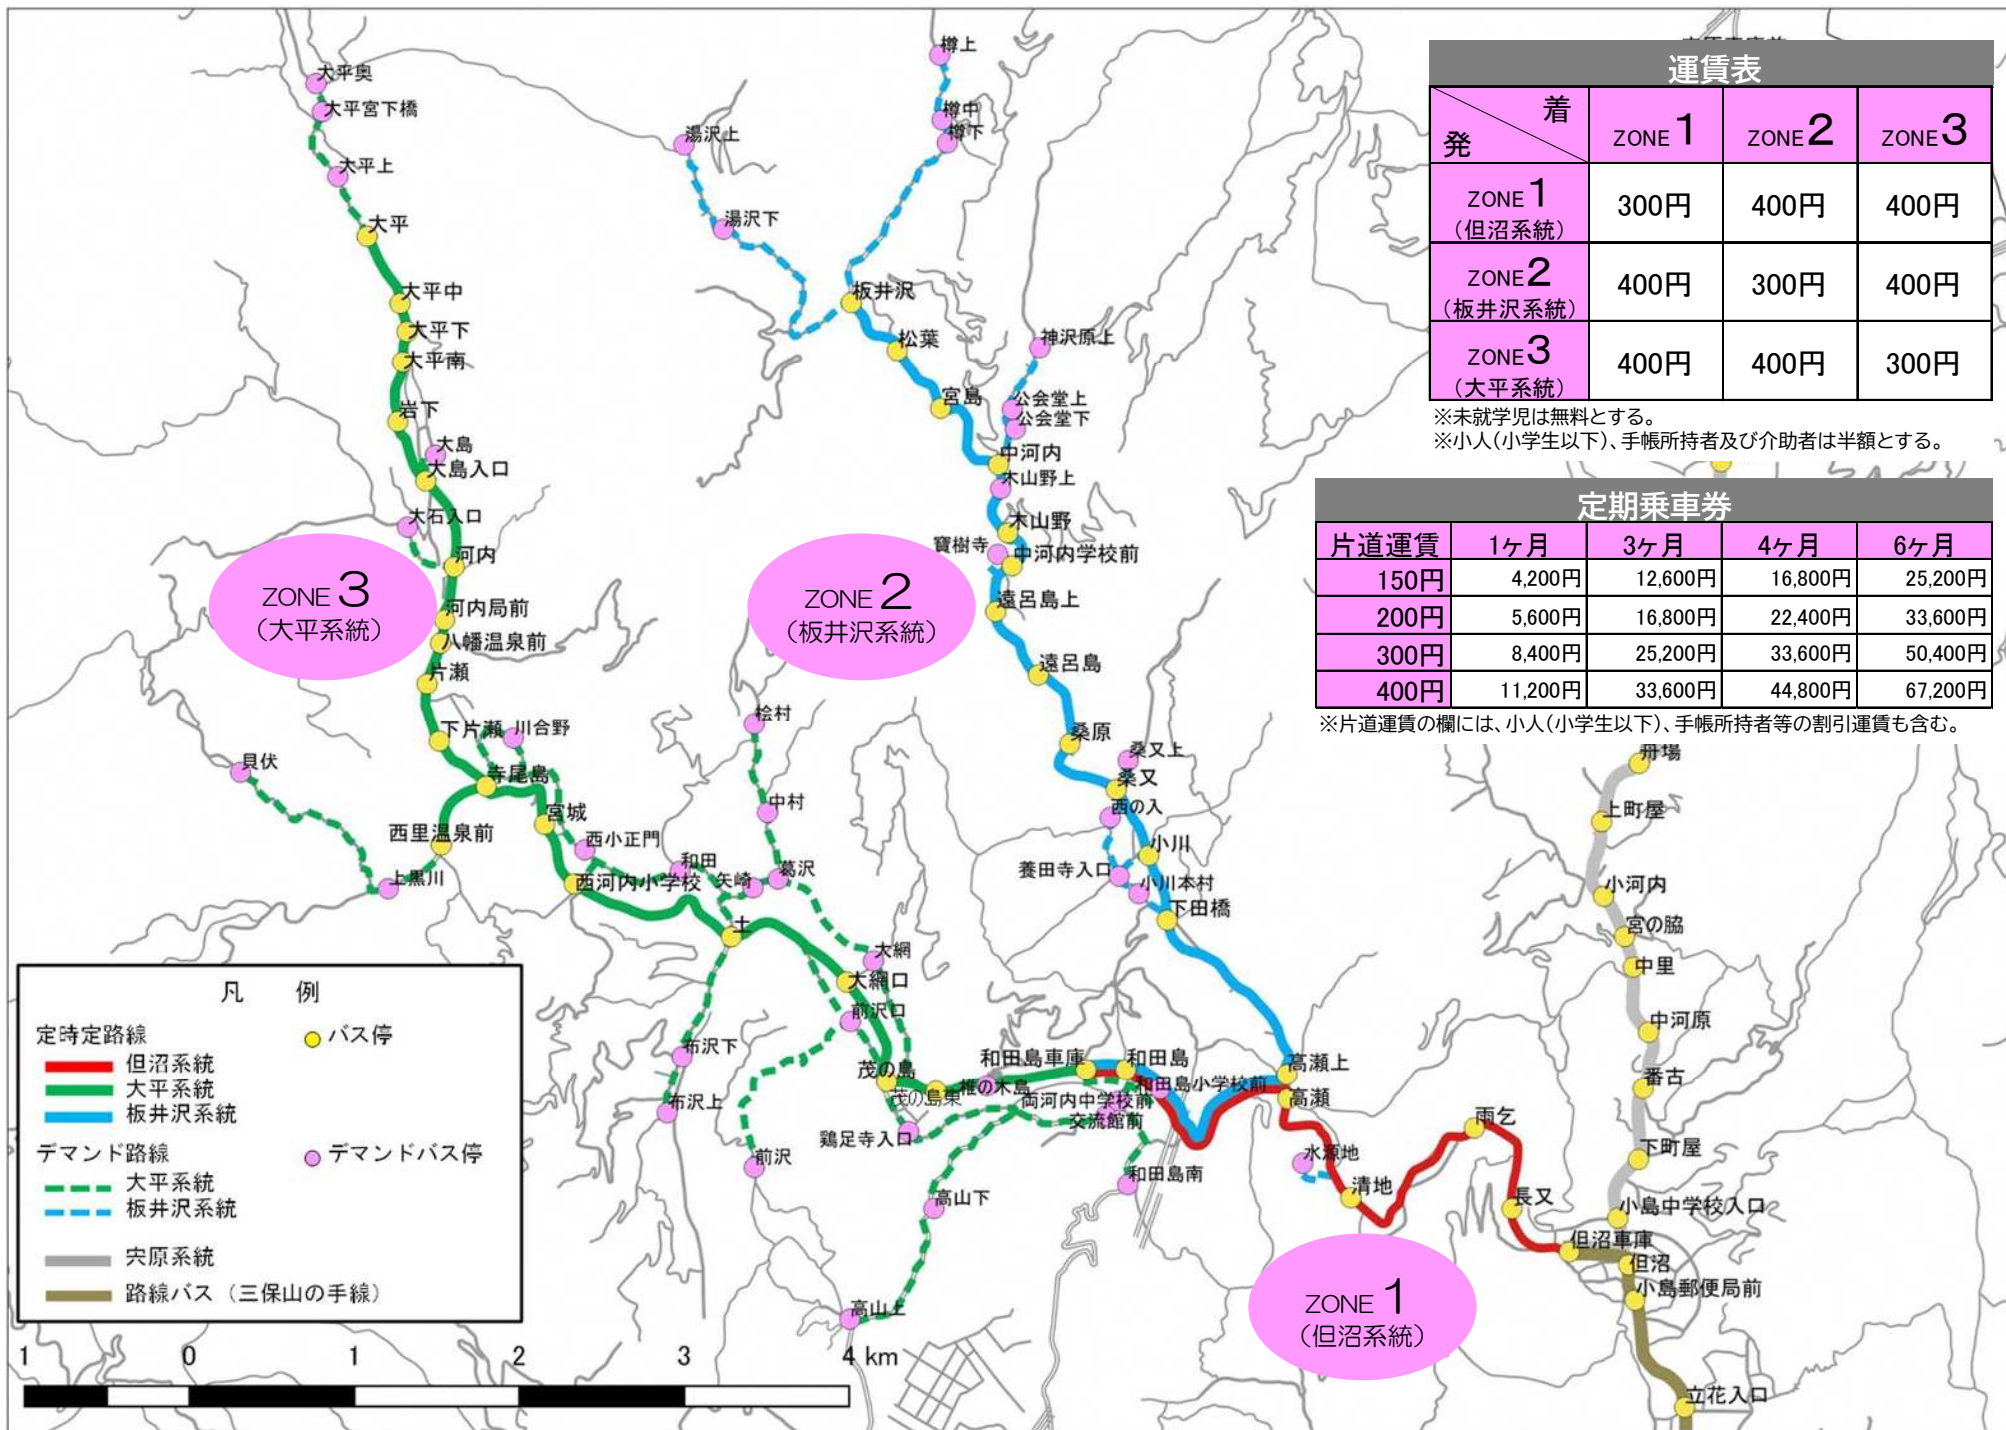 運賃表
着
発
ZONE 1
ZONE 2
ZONE 3
ZONE 1
(但沼系統)
300円
400円
400円
ZONE 2
(板井沢系統)
400円
300円
400円
ZONE 3
(大平系統)
400円
400円
300円
※未就学児は無料とする。
※小人(小学生以下)、手帳所持者及び介助者は半額とする。
定期乗車券
片道運賃 1ヶ月 3ヶ月 4ヶ月 6ヶ月
150円 4,200円 12,600円 16,800円 25,200円
200円 5,600円 16,800円 22,400円 33,600円
300円 8,400円 25,200円 33,600円 50,400円
400円 11,200円 33,600円 44,800円 67,200円
※片道運賃の欄には、小人(小学生以下)、手帳所持者等の割引運賃も含む。
大平奥
大平宮下橋
大平上
大平
大平中
大平下
大平南
岩下
大島
大島入口
大石入口
河内
河内局前
八幡温泉前
片瀬
下片瀬
川合野
寺尾島
貝伏
西里温泉前
上黒川
宮城
西小正門
西河内小学校
和田
矢崎
葛沢
中村
桧村
土
大網
大網口
前沢口
布沢下
布沢上
前沢
茂の島
茂の島東
椎の木島
鶏足寺入口
高山下
高山上
和田島車庫
和田島
和田島小学校前
両河内中学校前
交流館前
和田島南
ZONE 3
(大平系統)
樽上
樽中
樽下
湯沢上
湯沢下
板井沢
松葉
宮島
神沢原上
公会堂上
公会堂下
中河内
木山野上
木山野
寳樹寺
中河内学校前
遠呂島上
遠呂島
桑原
桑又上
桑又
西の入
小川
養田寺入口
小川本村
下田橋
高瀬上
高瀬
ZONE 2
(板井沢系統)
水源地
清地
雨乞
長又
但沼車庫
但沼
小島郵便局前
立花入口
ZONE 1
(但沼系統)
舟場
上町屋
小河内
宮の脇
中里
中河原
番古
下町屋
小島中学校入口
凡 例
定時定路線
バス停
但沼系統
大平系統
板井沢系統
デマンド路線
デマンドバス停
大平系統
板井沢系統
宍原系統
路線バス（三保山の手線）
1 0 1 2 3 4 km